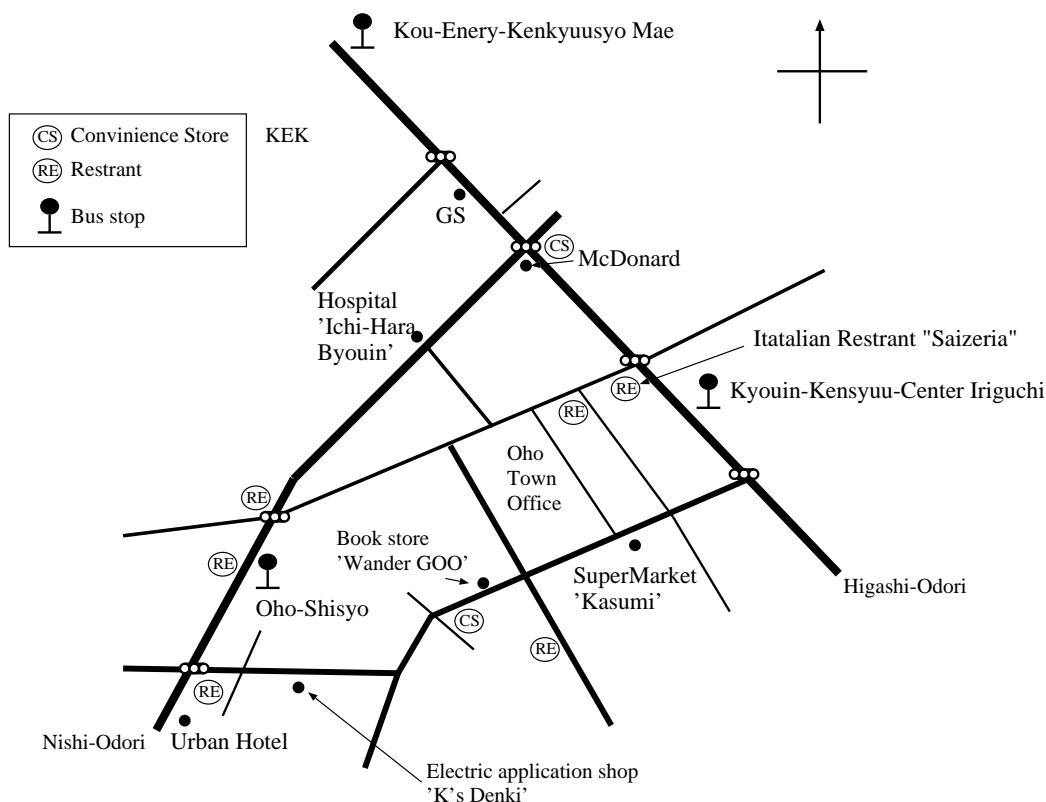 Kou-Enery-Kenkyuusyo Mae
CS Convinience Store
KEK
RE Restrant
Bus stop
GS
CS
McDonard
Hospital
'Ichi-Hara
Byouin'
Itatalian Restrant "Saizeria"
RE
Kyouin-Kensyuu-Center Iriguchi
RE
Oho
Town
Office
RE
Book store
'Wander GOO'
RE
SuperMarket
'Kasumi'
Higashi-Odori
Oho-Shisyo
CS
RE
RE
Nishi-Odori
Urban Hotel
Electric application shop
'K's Denki'